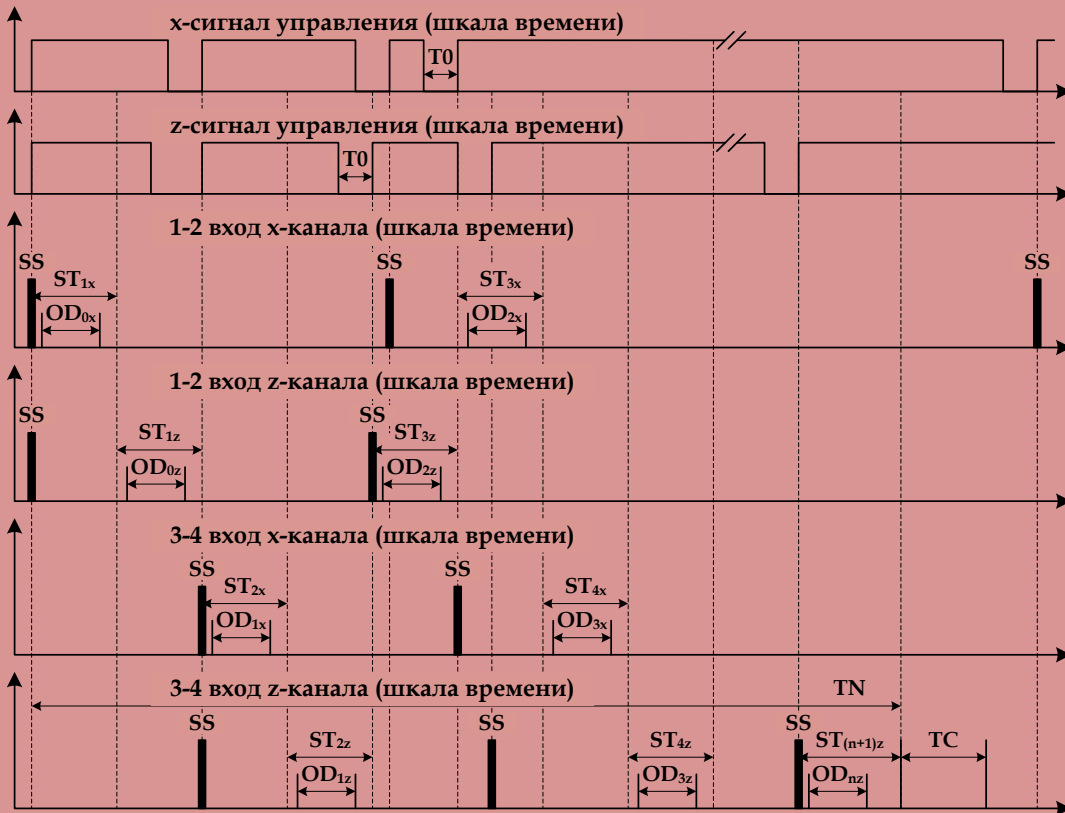 x-сигнал управления (шкала времени)
T0
z-сигнал управления (шкала времени)
T0
1-2 вход x-канала (шкала времени)
SS SS SS
ST1x ST3x
OD0x OD2x
1-2 вход z-канала (шкала времени)
SS SS
ST1z ST3z
OD0z OD2z
3-4 вход x-канала (шкала времени)
SS SS
ST2x ST4x
OD1x OD3x
3-4 вход z-канала (шкала времени) TN
SS SS SS
ST2z ST4z ST(n+1)z TC
OD1z OD3z ODnz